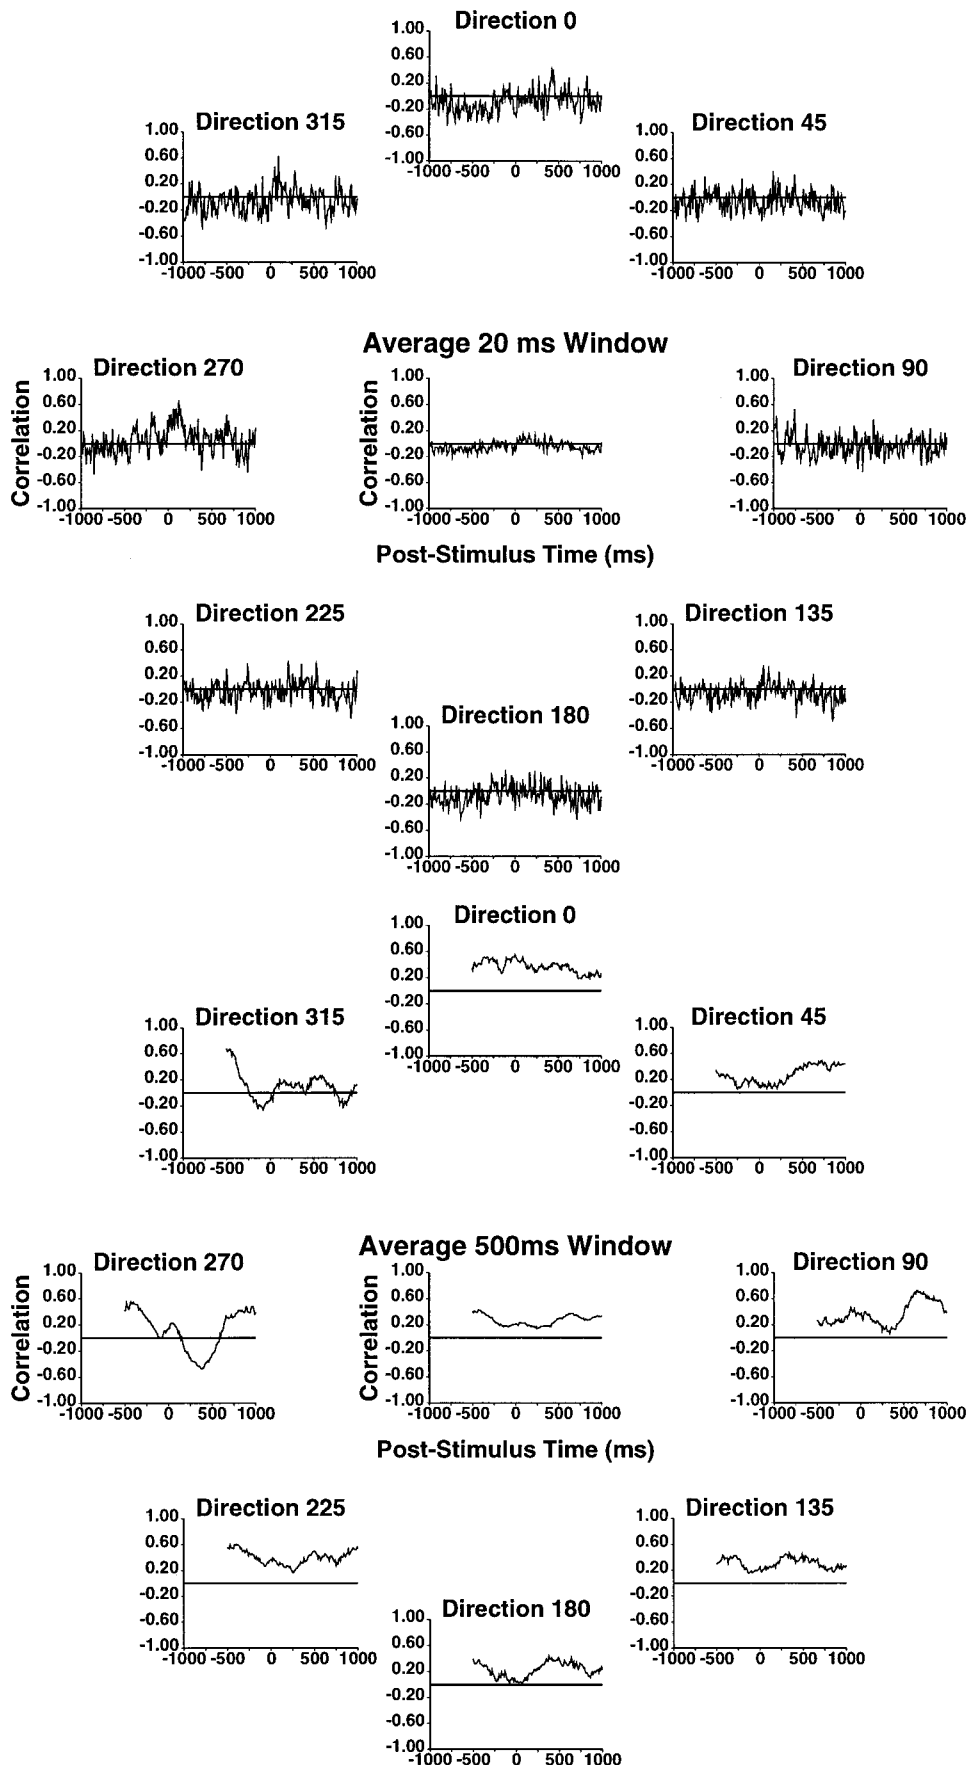 Direction 0
1.00
0.60
0.20
-0.20
-0.60
-1.00
-1000 -500 0 500 1000
Direction 315
1.00
0.60
0.20
-0.20
-0.60
-1.00
-1000 -500 0 500 1000
Direction 45
1.00
0.60
0.20
-0.20
-0.60
-1.00
-1000 -500 0 500 1000
Average 20 ms Window
Direction 270
Correlation
1.00
0.60
0.20
-0.20
-0.60
-1.00
-1000 -500 0 500 1000
Correlation
1.00
0.60
0.20
-0.20
-0.60
-1.00
-1000 -500 0 500 1000
Post-Stimulus Time (ms)
Direction 90
1.00
0.60
0.20
-0.20
-0.60
-1.00
-1000 -500 0 500 1000
Direction 225
1.00
0.60
0.20
-0.20
-0.60
-1.00
-1000 -500 0 500 1000
Direction 135
1.00
0.60
0.20
-0.20
-0.60
-1.00
-1000 -500 0 500 1000
Direction 180
1.00
0.60
0.20
-0.20
-0.60
-1.00
-1000 -500 0 500 1000
Direction 0
1.00
0.60
0.20
-0.20
-0.60
-1.00
-1000 -500 0 500 1000
Direction 315
1.00
0.60
0.20
-0.20
-0.60
-1.00
-1000 -500 0 500 1000
Direction 45
1.00
0.60
0.20
-0.20
-0.60
-1.00
-1000 -500 0 500 1000
Average 500ms Window
Direction 270
Correlation
1.00
0.60
0.20
-0.20
-0.60
-1.00
-1000 -500 0 500 1000
Correlation
1.00
0.60
0.20
-0.20
-0.60
-1.00
-1000 -500 0 500 1000
Post-Stimulus Time (ms)
Direction 90
1.00
0.60
0.20
-0.20
-0.60
-1.00
-1000 -500 0 500 1000
Direction 225
1.00
0.60
0.20
-0.20
-0.60
-1.00
-1000 -500 0 500 1000
Direction 135
1.00
0.60
0.20
-0.20
-0.60
-1.00
-1000 -500 0 500 1000
Direction 180
1.00
0.60
0.20
-0.20
-0.60
-1.00
-1000 -500 0 500 1000